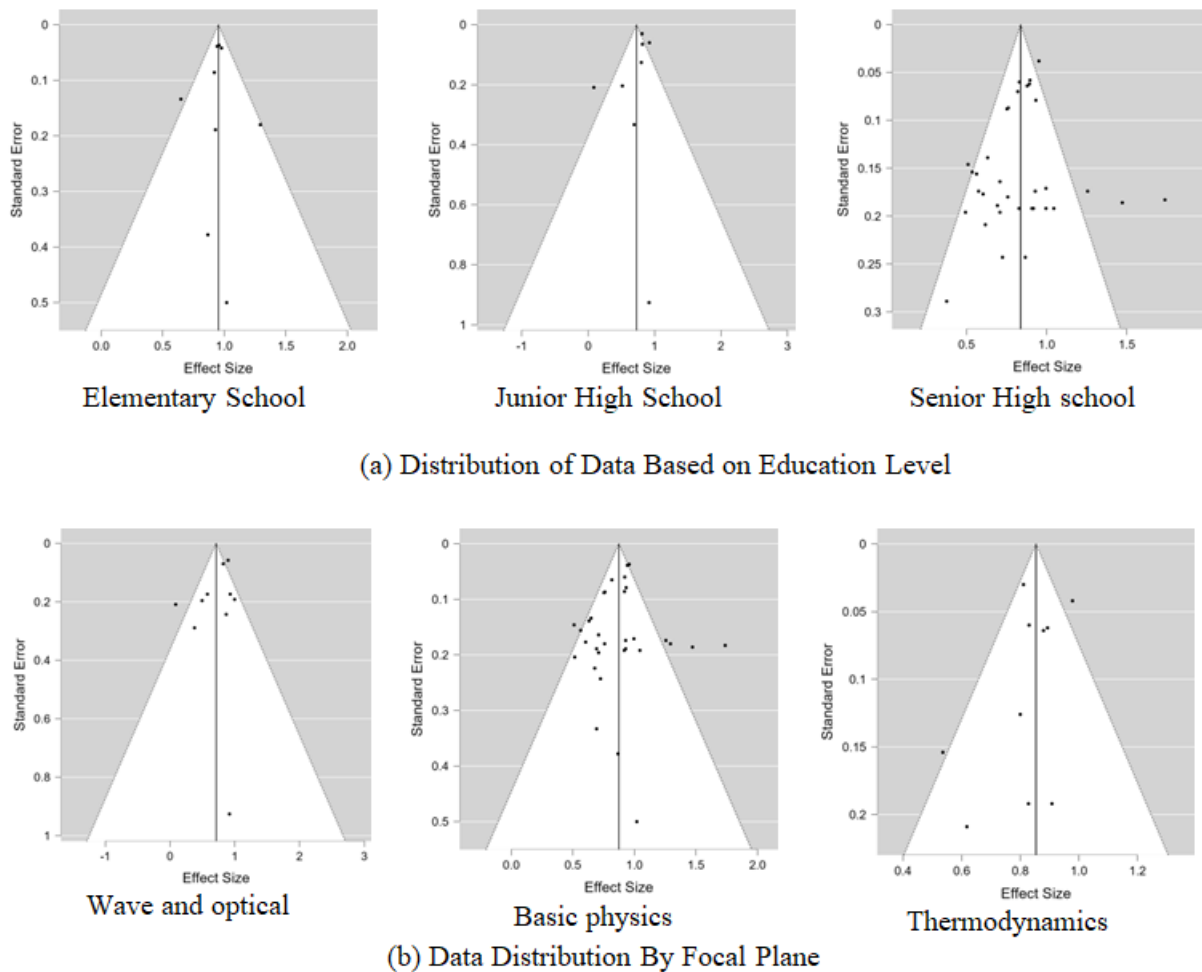 0
0.1
0.2
0.3
0.4
0.5
Standard Error
0.0 0.5 1.0 1.5 2.0
Effect Size
Elementary School
0
0.2
0.4
0.6
0.8
1
Standard Error
-1 0 1 2 3
Effect Size
Junior High School
0
0.05
0.1
0.15
0.2
0.25
0.3
Standard Error
0.5 1.0 1.5
Effect Size
Senior High school
(a) Distribution of Data Based on Education Level
0
0.2
0.4
0.6
0.8
1
Standard Error
-1 0 1 2 3
Effect Size
Wave and optical
0
0.1
0.2
0.3
0.4
0.5
Standard Error
0.0 0.5 1.0 1.5 2.0
Effect Size
Basic physics
0
0.05
0.1
0.15
0.2
Standard Error
0.4 0.6 0.8 1.0 1.2
Effect Size
Thermodynamics
(b) Data Distribution By Focal Plane